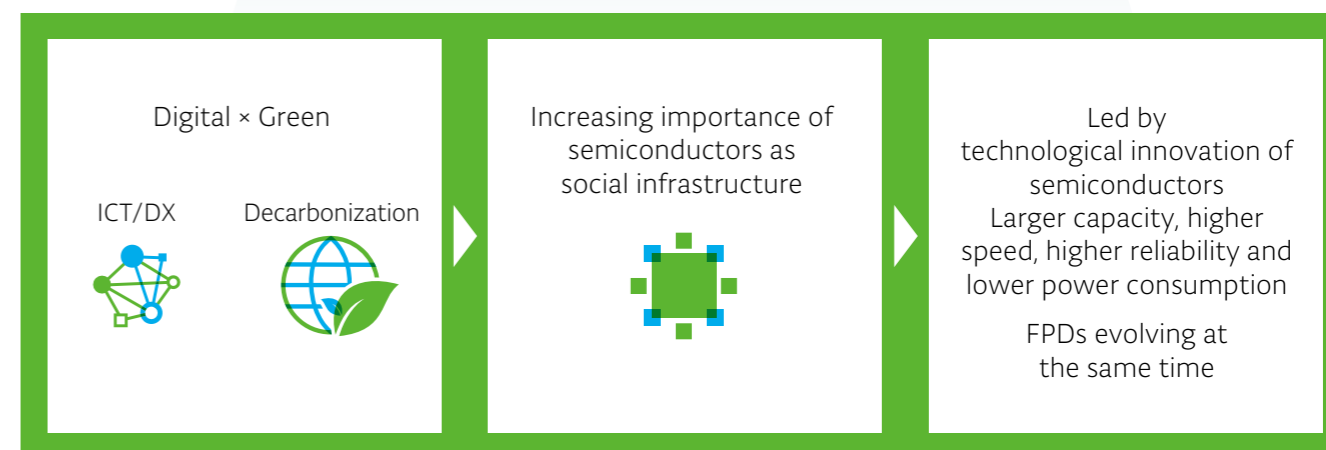 Digital × Green
ICT/DX
Decarbonization
Increasing importance of
semiconductors as
social infrastructure
Led by
technological innovation of
semiconductors
Larger capacity, higher
speed, higher reliability and
lower power consumption
FPDs evolving at
the same time